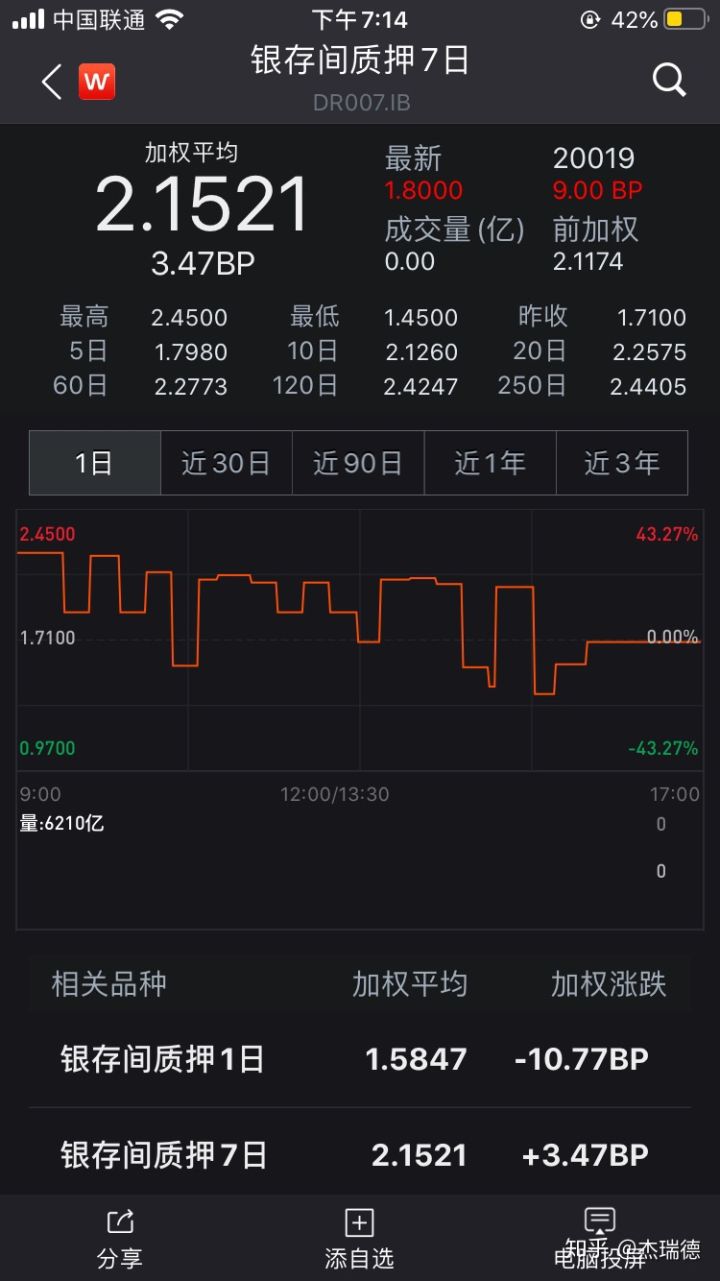 中国联通 下午7:14 42%
W 银存间质押7日
DR007.IB
加权平均 最新 20019
2.1521 1.8000 9.00 BP
成交量(亿) 前加权
3.47BP 0.00 2.1174
最高 2.4500 最低 1.4500 昨收 1.7100
5日 1.7980 10日 2.1260 20日 2.2575
60日 2.2773 120日 2.4247 250日 2.4405
1日 近30日 近90日 近1年 近3年
2.4500 43.27%
1.7100 0.00%
0.9700 -43.27%
9:00 12:00/13:30 17:00
量:6210亿 0
0
相关品种 加权平均 加权涨跌
银存间质押1日 1.5847 -10.77BP
银存间质押7日 2.1521 +3.47BP
分享 添自选 电脑投屏
知乎 @杰瑞德